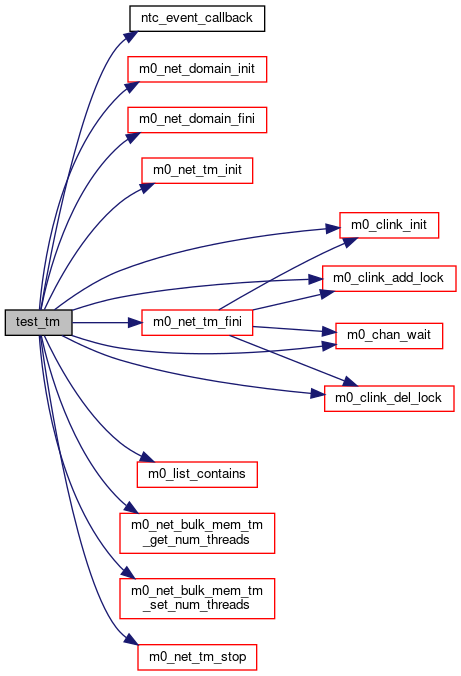 ntc_event_callback
m0_net_domain_init
m0_net_domain_fini
m0_net_tm_init
m0_clink_init
m0_clink_add_lock
test_tm
m0_net_tm_fini
m0_chan_wait
m0_clink_del_lock
m0_list_contains
m0_net_bulk_mem_tm
_get_num_threads
m0_net_bulk_mem_tm
_set_num_threads
m0_net_tm_stop